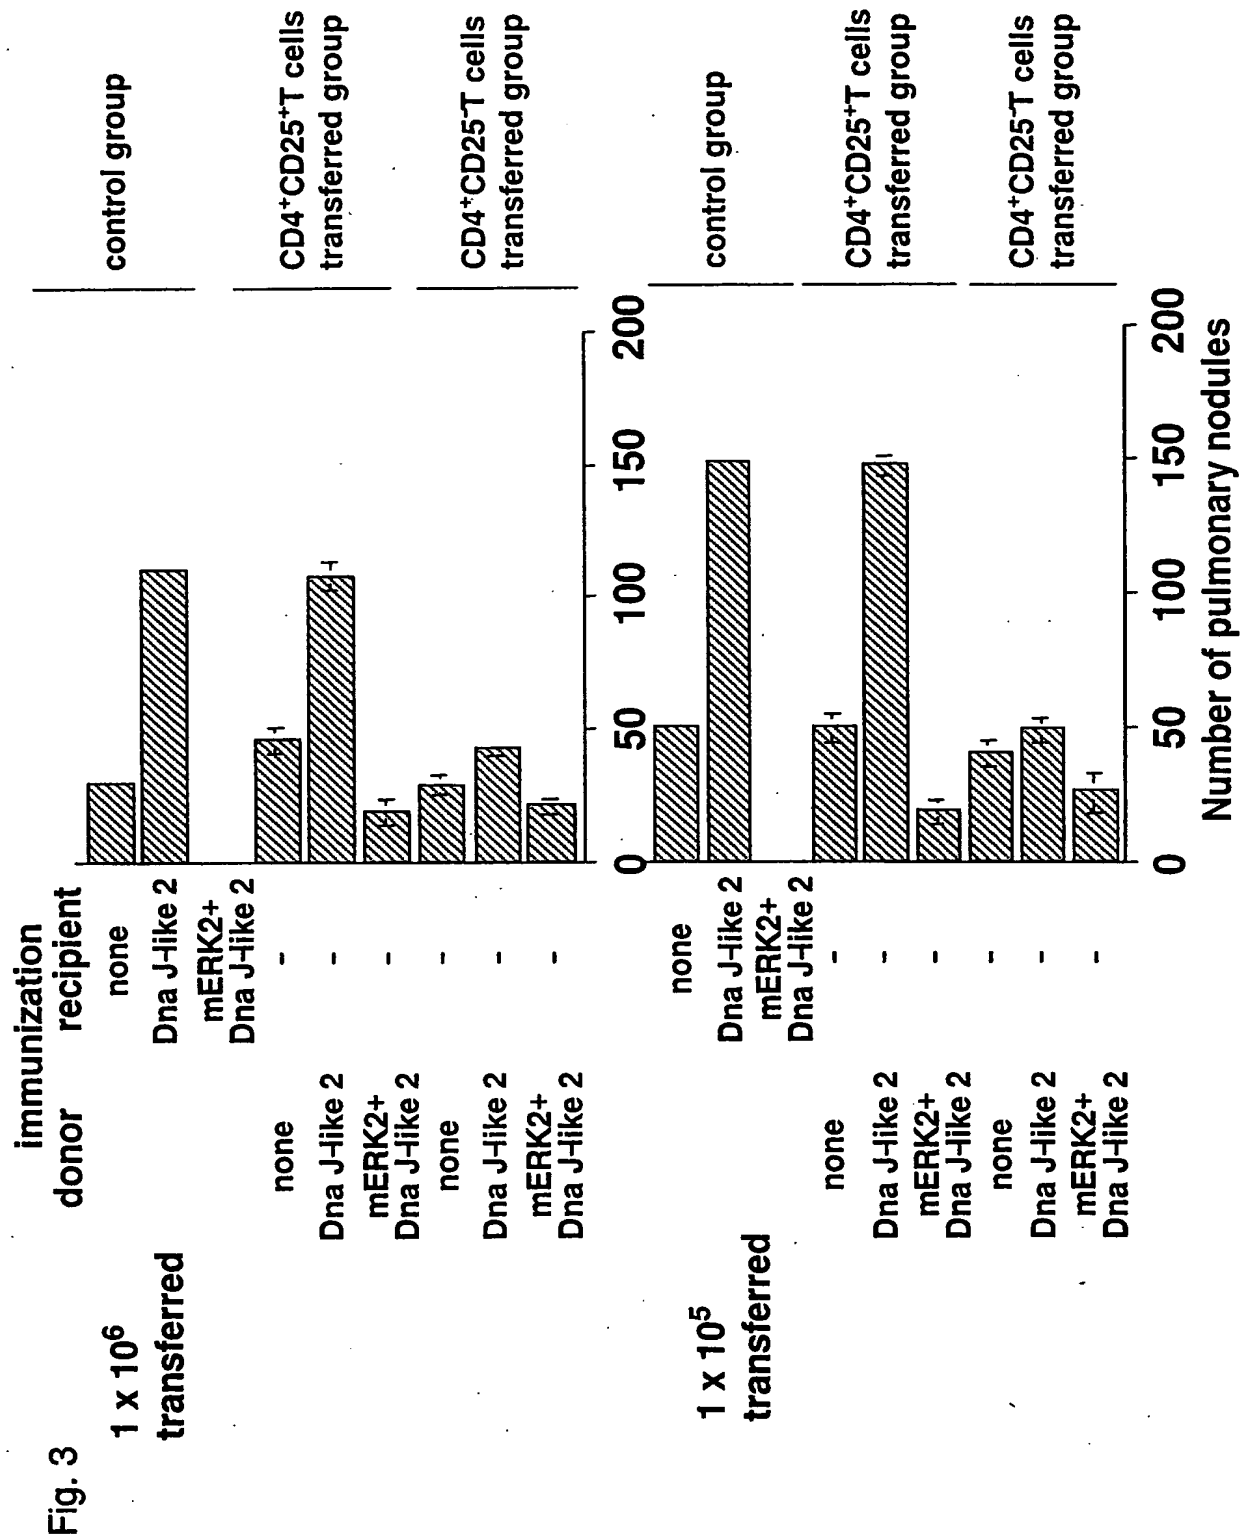 Fig. 3
immunization
donor recipient
1 x 10⁶
transferred
none
control group
Dna J-like 2
mERK2+
Dna J-like 2
none -
CD4⁺CD25⁺T cells
transferred group
Dna J-like 2 -
mERK2+
Dna J-like 2 -
none -
CD4⁺CD25⁻T cells
transferred group
Dna J-like 2 -
mERK2+
Dna J-like 2 -
0 50 100 150 200
1 x 10⁵
transferred
none
control group
Dna J-like 2
mERK2+
Dna J-like 2
none -
CD4⁺CD25⁺T cells
transferred group
Dna J-like 2 -
mERK2+
Dna J-like 2 -
none -
CD4⁺CD25⁻T cells
transferred group
Dna J-like 2 -
mERK2+
Dna J-like 2 -
0 50 100 150 200
Number of pulmonary nodules